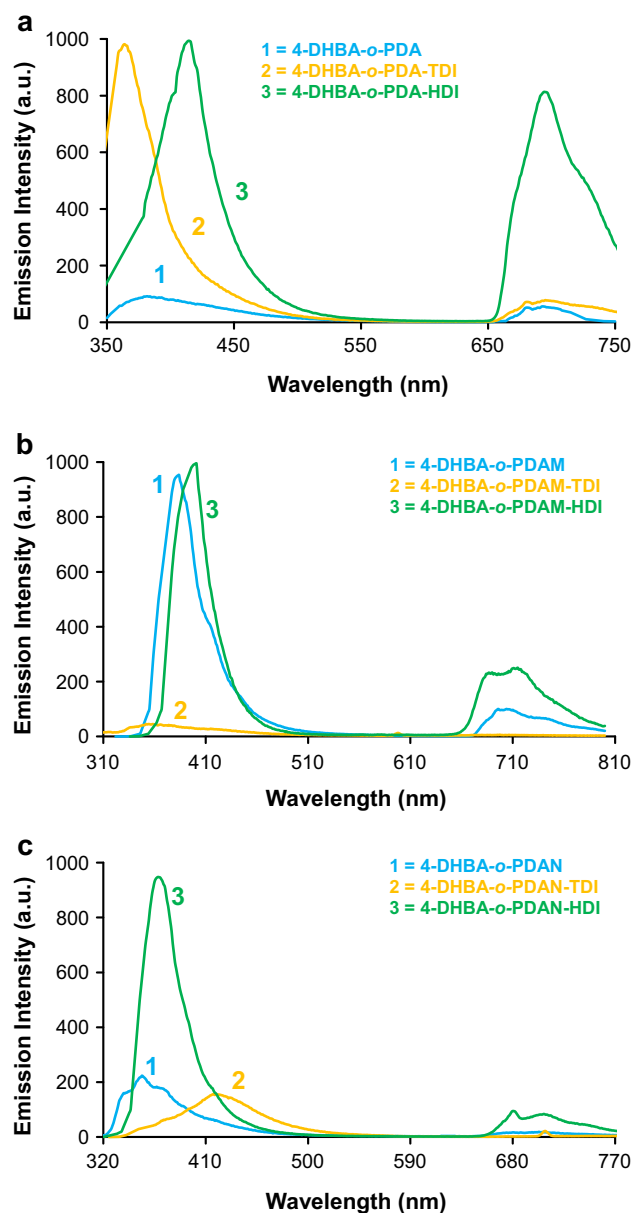 a
1 = 4-DHBA-o-PDA
2 = 4-DHBA-o-PDA-TDI
3 = 4-DHBA-o-PDA-HDI
Emission Intensity (a.u.)
1000
800
600
400
200
0
1
2
3
350 450 550 650 750
Wavelength (nm)
b
1 = 4-DHBA-o-PDAM
2 = 4-DHBA-o-PDAM-TDI
3 = 4-DHBA-o-PDAM-HDI
Emission Intensity (a.u.)
1000
800
600
400
200
0
1
3
2
310 410 510 610 710 810
Wavelength (nm)
c
1 = 4-DHBA-o-PDAN
2 = 4-DHBA-o-PDAN-TDI
3 = 4-DHBA-o-PDAN-HDI
Emission Intensity (a.u.)
1000
800
600
400
200
0
3
1
2
320 410 500 590 680 770
Wavelength (nm)